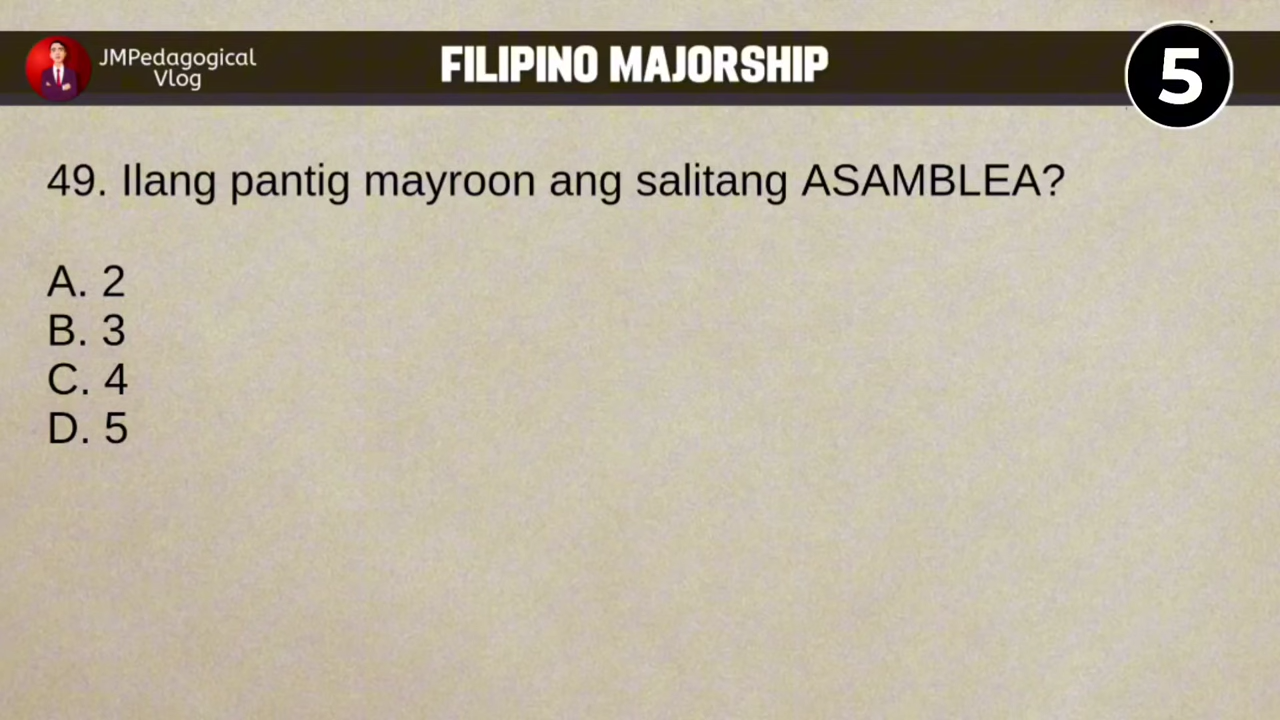 JMPedagogical
Vlog
FILIPINO MAJORSHIP
5
49. Ilang pantig mayroon ang salitang ASAMBLEA?
A. 2
B. 3
C. 4
D. 5